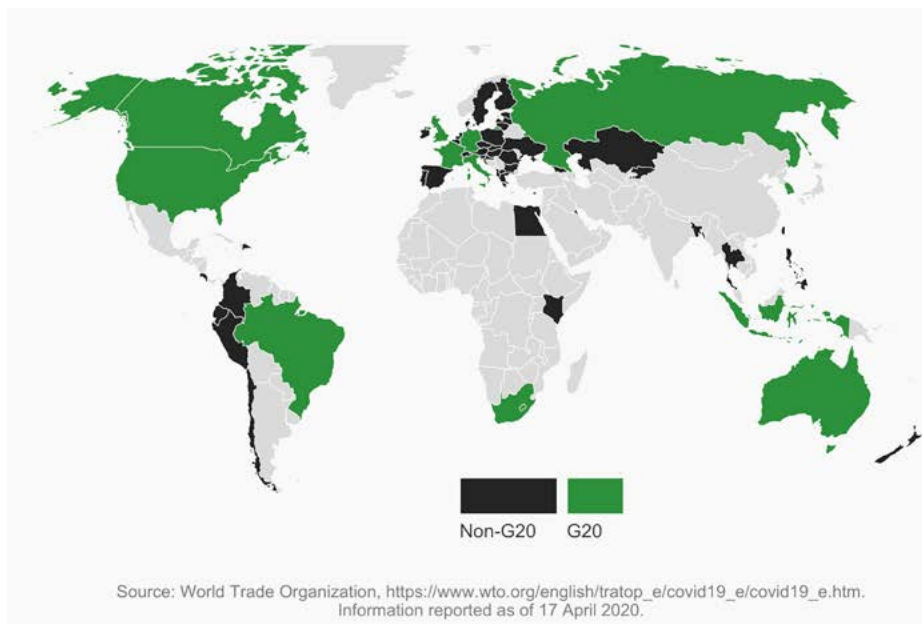 Non-G20 G20
Source: World Trade Organization, https://www.wto.org/english/tratop_e/covid19_e/covid19_e.htm.
Information reported as of 17 April 2020.